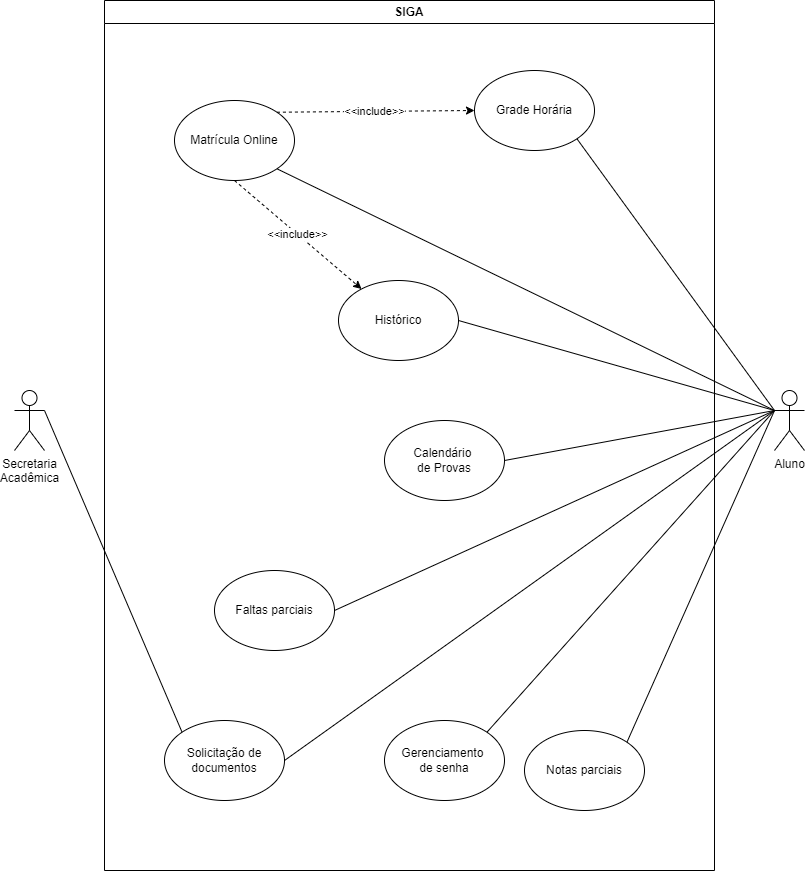 SIGA
Grade Horária
<<include>>
Matrícula Online
<<include>>
Histórico
Calendário
de Provas
Secretaria
Acadêmica
Aluno
Faltas parciais
Solicitação de
documentos
Gerenciamento
de senha
Notas parciais